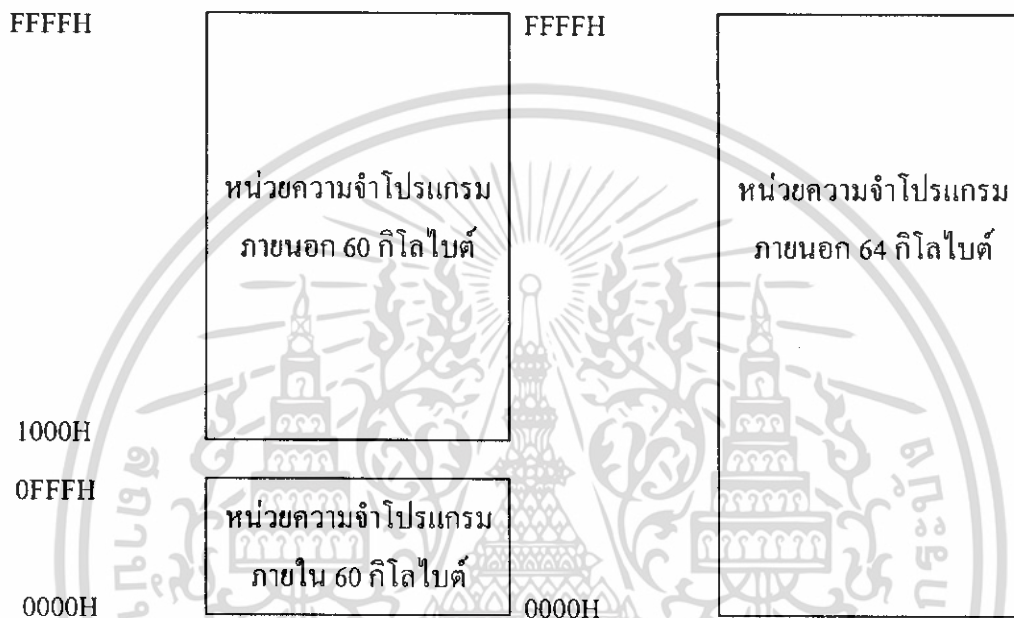 FFFFH
หน่วยความจำโปรแกรม
ภายนอก 60 กิโลไบต์
1000H
0FFFH
หน่วยความจำโปรแกรม
ภายใน 60 กิโลไบต์
0000H
FFFFH
หน่วยความจำโปรแกรม
ภายนอก 64 กิโลไบต์
0000H